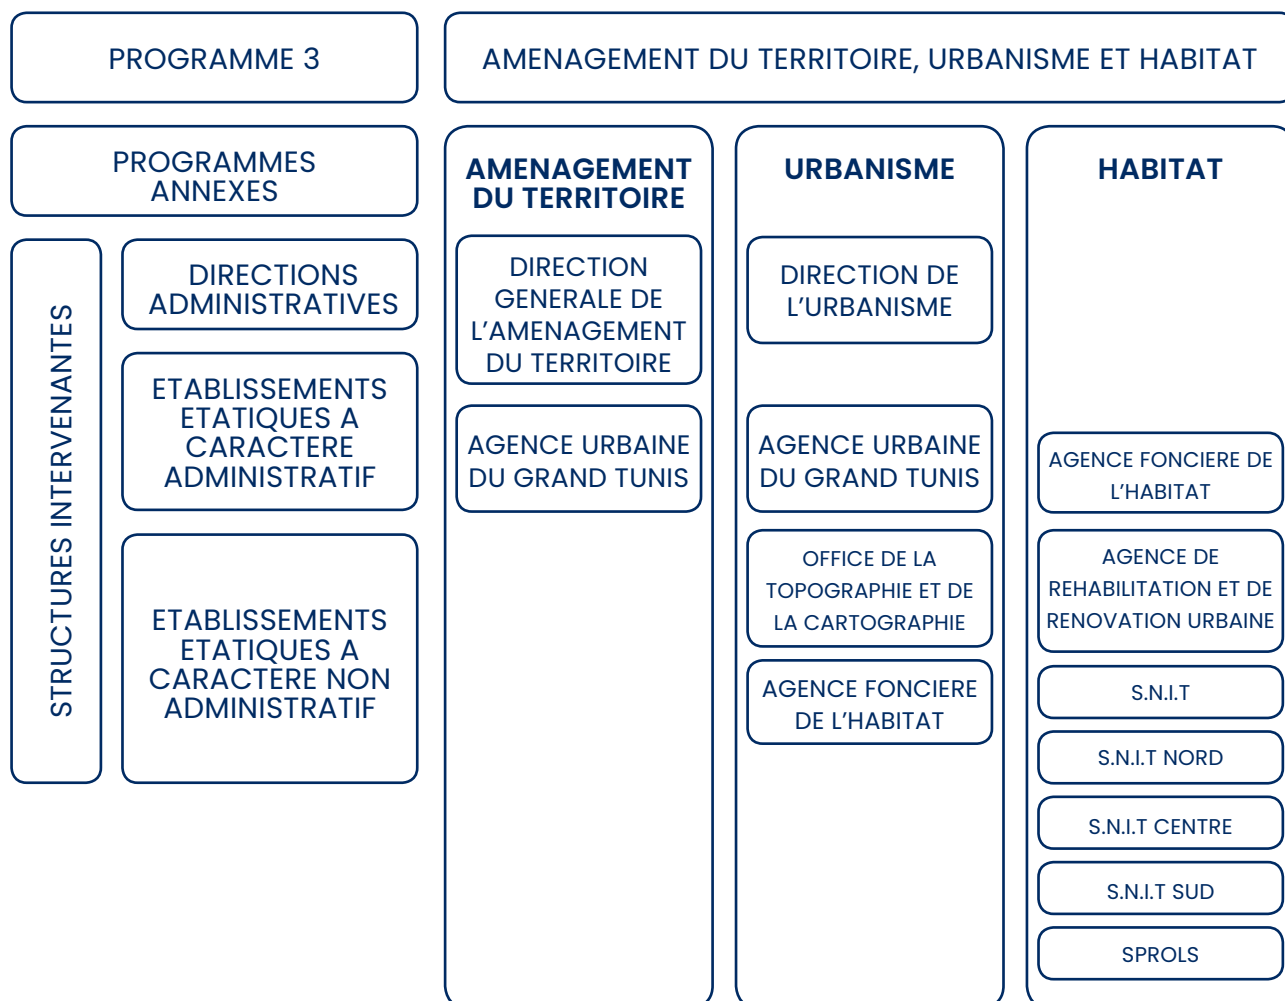 PROGRAMME 3
AMENAGEMENT DU TERRITOIRE, URBANISME ET HABITAT
PROGRAMMES
ANNEXES
AMENAGEMENT
DU TERRITOIRE
URBANISME
HABITAT
STRUCTURES INTERVENANTES
DIRECTIONS
ADMINISTRATIVES
DIRECTION
GENERALE DE
L’AMENAGEMENT
DU TERRITOIRE
DIRECTION DE
L’URBANISME
ETABLISSEMENTS
ETATIQUES A
CARACTERE
ADMINISTRATIF
AGENCE URBAINE
DU GRAND TUNIS
AGENCE URBAINE
DU GRAND TUNIS
AGENCE FONCIERE DE
L’HABITAT
ETABLISSEMENTS
ETATIQUES A
CARACTERE NON
ADMINISTRATIF
OFFICE DE LA
TOPOGRAPHIE ET DE
LA CARTOGRAPHIE
AGENCE FONCIERE
DE L’HABITAT
AGENCE DE
REHABILITATION ET DE
RENOVATION URBAINE
S.N.I.T
S.N.I.T NORD
S.N.I.T CENTRE
S.N.I.T SUD
SPROLS